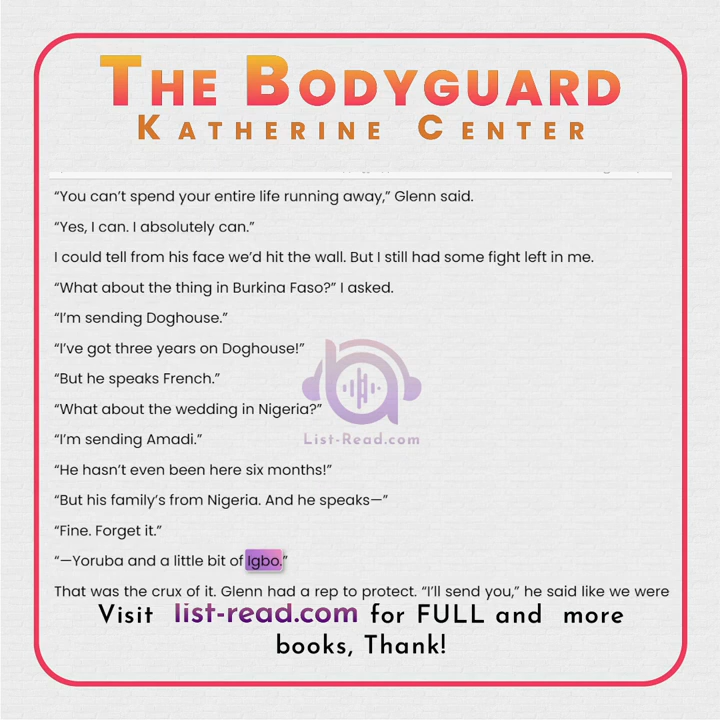 THE BODYGUARD
KATHERINE CENTER
“You can’t spend your entire life running away,” Glenn said.
“Yes, I can. I absolutely can.”
I could tell from his face we’d hit the wall. But I still had some fight left in me.
“What about the thing in Burkina Faso?” I asked.
“I’m sending Doghouse.”
“I’ve got three years on Doghouse!”
“But he speaks French.”
“What about the wedding in Nigeria?”
“I’m sending Amadi.”
List-Read.com
“He hasn’t even been here six months!”
“But his family’s from Nigeria. And he speaks—”
“Fine. Forget it.”
“—Yoruba and a little bit of Igbo.”
That was the crux of it. Glenn had a rep to protect. “I’ll send you,” he said like we were
Visit list-read.com for FULL and more
books, Thank!